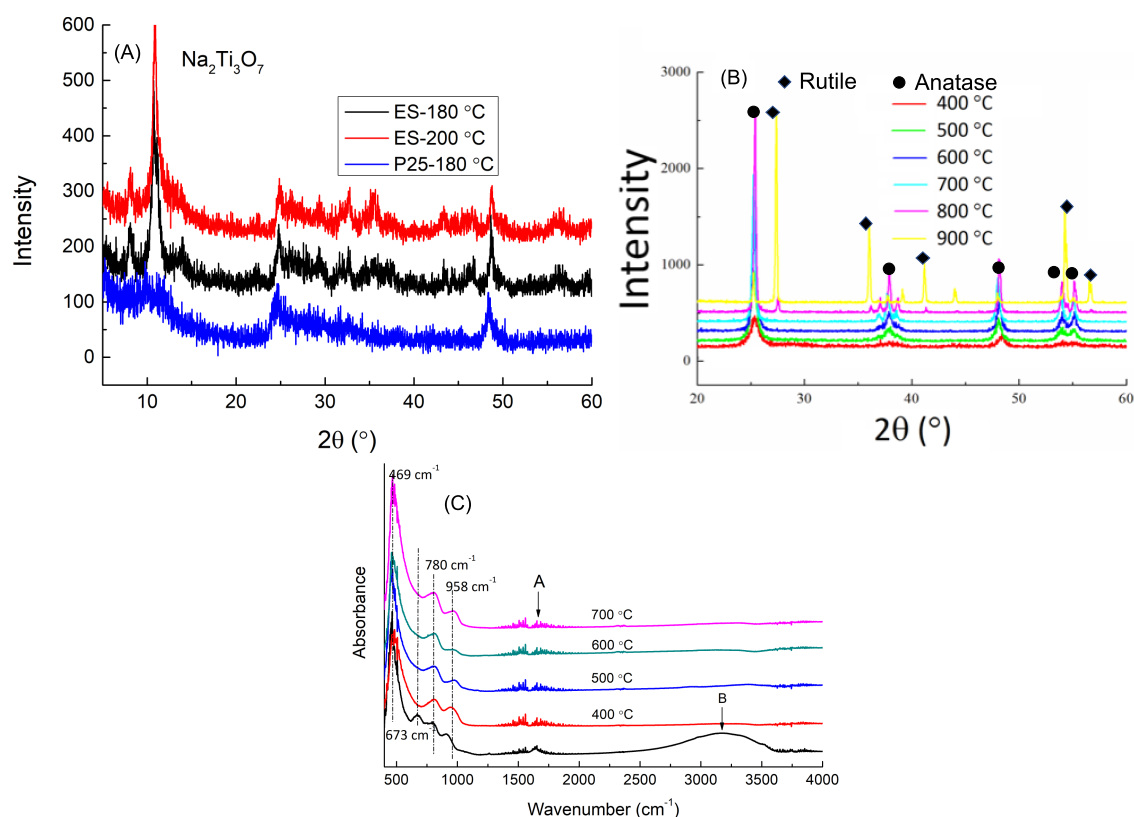 (A)
Na₂Ti₃O₇
ES-180 °C
ES-200 °C
P25-180 °C
Intensity
600
500
400
300
200
100
0
10 20 30 40 50 60
2θ (°)
(B)
Rutile Anatase
400 °C
500 °C
600 °C
700 °C
800 °C
900 °C
Intensity
3000
2000
1000
0
20 30 40 50 60
2θ (°)
469 cm⁻¹
(C)
780 cm⁻¹
958 cm⁻¹
A
700 °C
600 °C
500 °C
B
400 °C
673 cm⁻¹
Absorbance
500 1000 1500 2000 2500 3000 3500 4000
Wavenumber (cm⁻¹)